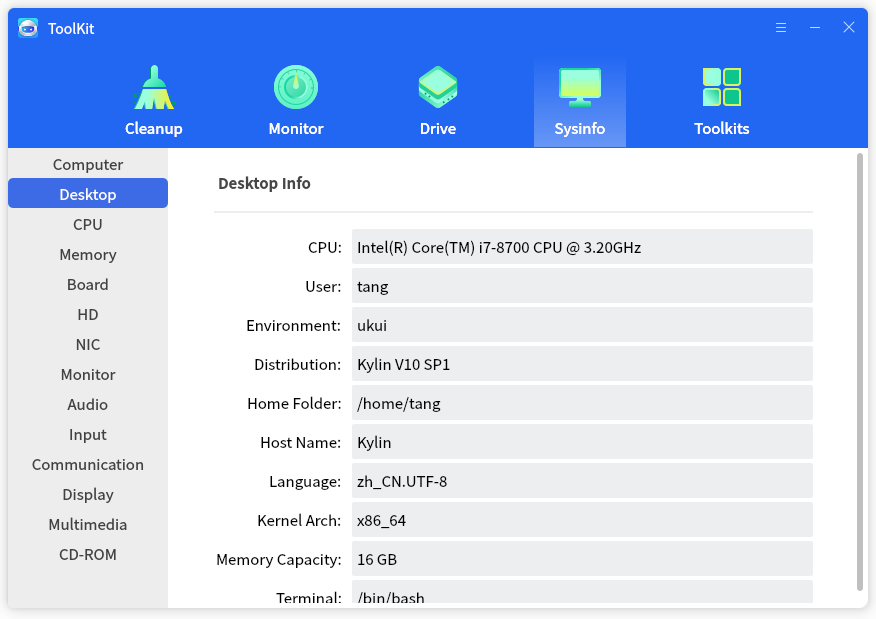 ToolKit
Cleanup
Monitor
Drive
Sysinfo
Toolkits
Computer
Desktop
CPU
Memory
Board
HD
NIC
Monitor
Audio
Input
Communication
Display
Multimedia
CD-ROM
Desktop Info
CPU: Intel(R) Core(TM) i7-8700 CPU @ 3.20GHz
User: tang
Environment: ukui
Distribution: Kylin V10 SP1
Home Folder: /home/tang
Host Name: Kylin
Language: zh_CN.UTF-8
Kernel Arch: x86_64
Memory Capacity: 16 GB
Terminal: /bin/bash